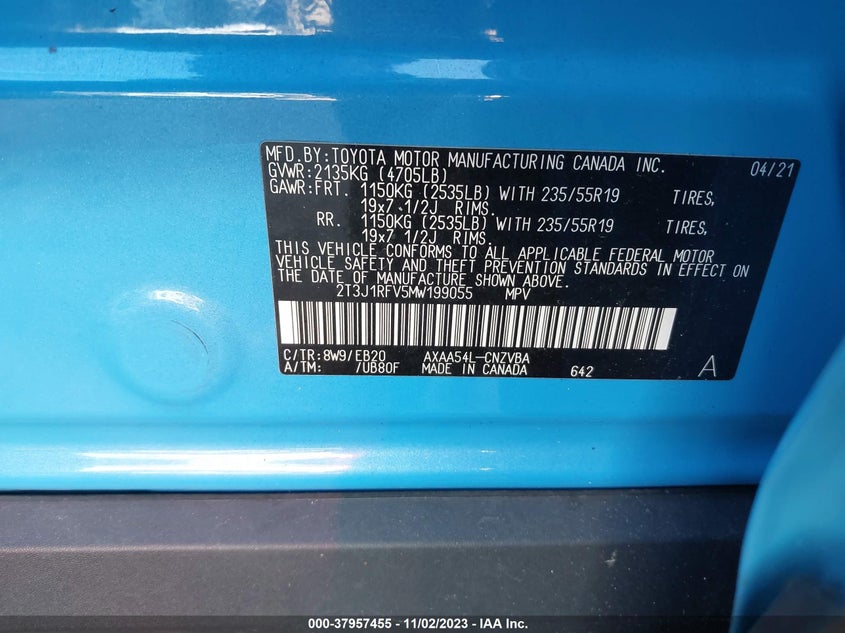 MFD.BY:TOYOTA MOTOR MANUFACTURING CANADA INC. 04/21
GVWR:2135KG (4705LB)
GAWR:FRT. 1150KG (2535LB) WITH 235/55R19 TIRES,
19x7 1/2J RIMS.
RR. 1150KG (2535LB) WITH 235/55R19 TIRES,
19x7 1/2J RIMS.
THIS VEHICLE CONFORMS TO ALL APPLICABLE FEDERAL MOTOR
VEHICLE SAFETY AND THEFT PREVENTION STANDARDS IN EFFECT ON
THE DATE OF MANUFACTURE SHOWN ABOVE.
2T3J1RFV5MW199055 MPV
C/TR:8W9/EB20 AXAA54L-CNZVBA
A/TM: /UB80F MADE IN CANADA 642 A
000-37957455 - 11/02/2023 - IAA Inc.